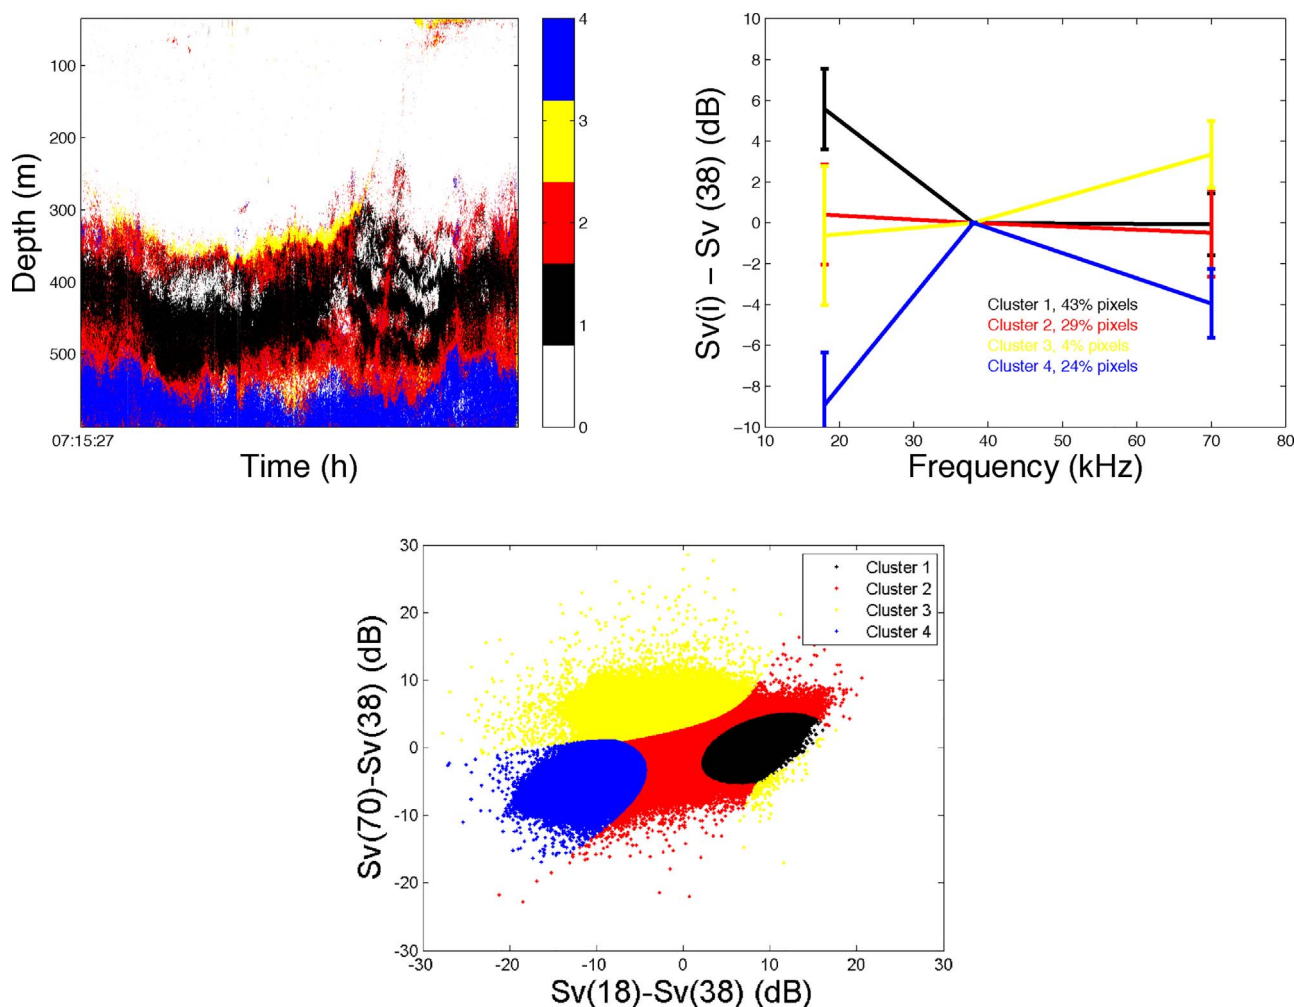 100
200
300
400
500
Depth (m)
07:15:27
Time (h)
4
3
2
1
0
10
8
6
4
2
0
−2
−4
−6
−8
−10
Sv(i) − Sv (38) (dB)
Cluster 1, 43% pixels
Cluster 2, 29% pixels
Cluster 3, 4% pixels
Cluster 4, 24% pixels
10 20 30 40 50 60 70 80
Frequency (kHz)
30
20
10
0
-10
-20
-30
Sv(70)-Sv(38) (dB)
Cluster 1
Cluster 2
Cluster 3
Cluster 4
-30 -20 -10 0 10 20 30
Sv(18)-Sv(38) (dB)